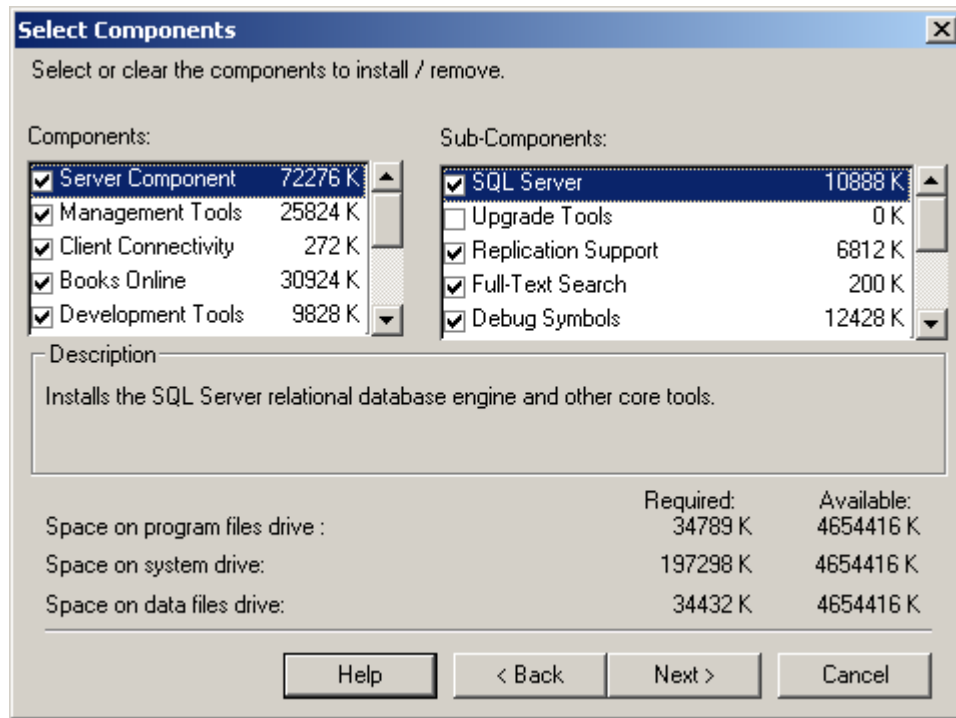 Select Components
Select or clear the components to install / remove.
Components:
Server Component 72276 K
Management Tools 25824 K
Client Connectivity 272 K
Books Online 30924 K
Development Tools 9828 K
Sub-Components:
SQL Server 10888 K
Upgrade Tools 0 K
Replication Support 6812 K
Full-Text Search 200 K
Debug Symbols 12428 K
Description
Installs the SQL Server relational database engine and other core tools.
Required: Available:
Space on program files drive : 34789 K 4654416 K
Space on system drive: 197298 K 4654416 K
Space on data files drive: 34432 K 4654416 K
Help < Back Next > Cancel